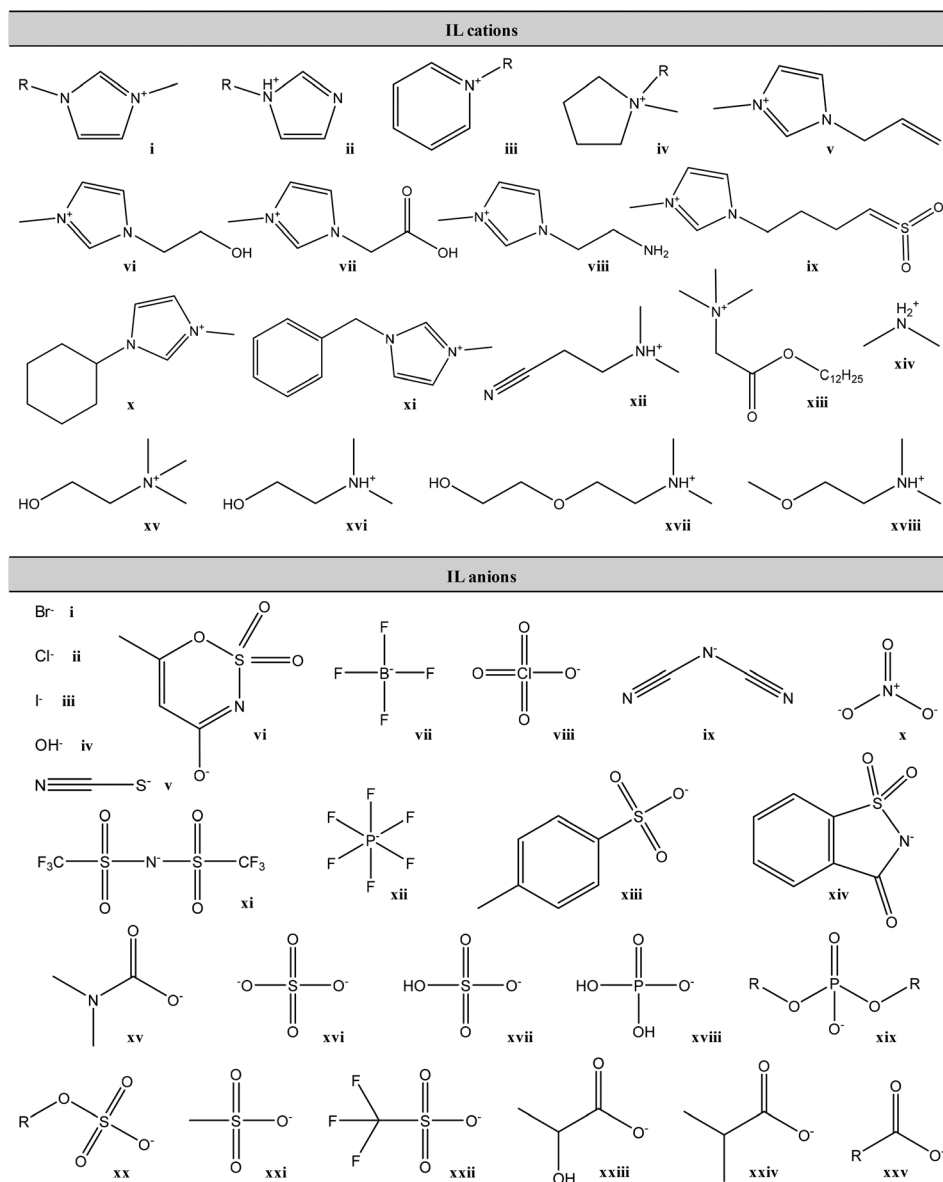 IL cations
R N N+
i
R H+ N N
ii
N+ R
iii
N+ R
iv
N+ N
v
N+ N OH
vi
N+ N O OH
vii
N+ N NH2
viii
N+ N S O O
ix
N N+
x
N N+
xi
N NH+
xii
N+ O O C12H25
xiii
H2+ N
xiv
HO N+
xv
HO NH+
xvi
HO O NH+
xvii
O NH+
xviii
IL anions
Br- i
Cl- ii
I- iii
OH- iv
N S- v
O O S O N O-
vi
F F B- F F
vii
O O Cl O- O
viii
N N- N
ix
O N+ -O O-
x
O O F3C S N- S CF3 O O
xi
F F F P- F F F
xii
O S O- O
xiii
O O S N- O
xiv
O N O-
xv
O -O S O- O
xvi
O HO S O- O
xvii
O HO P O- OH
xviii
O R O P O R O-
xix
R O S O O O-
xx
O S O- O
xxi
F F F O S O- O
xxii
O O- OH
xxiii
O O-
xxiv
O R O-
xxv